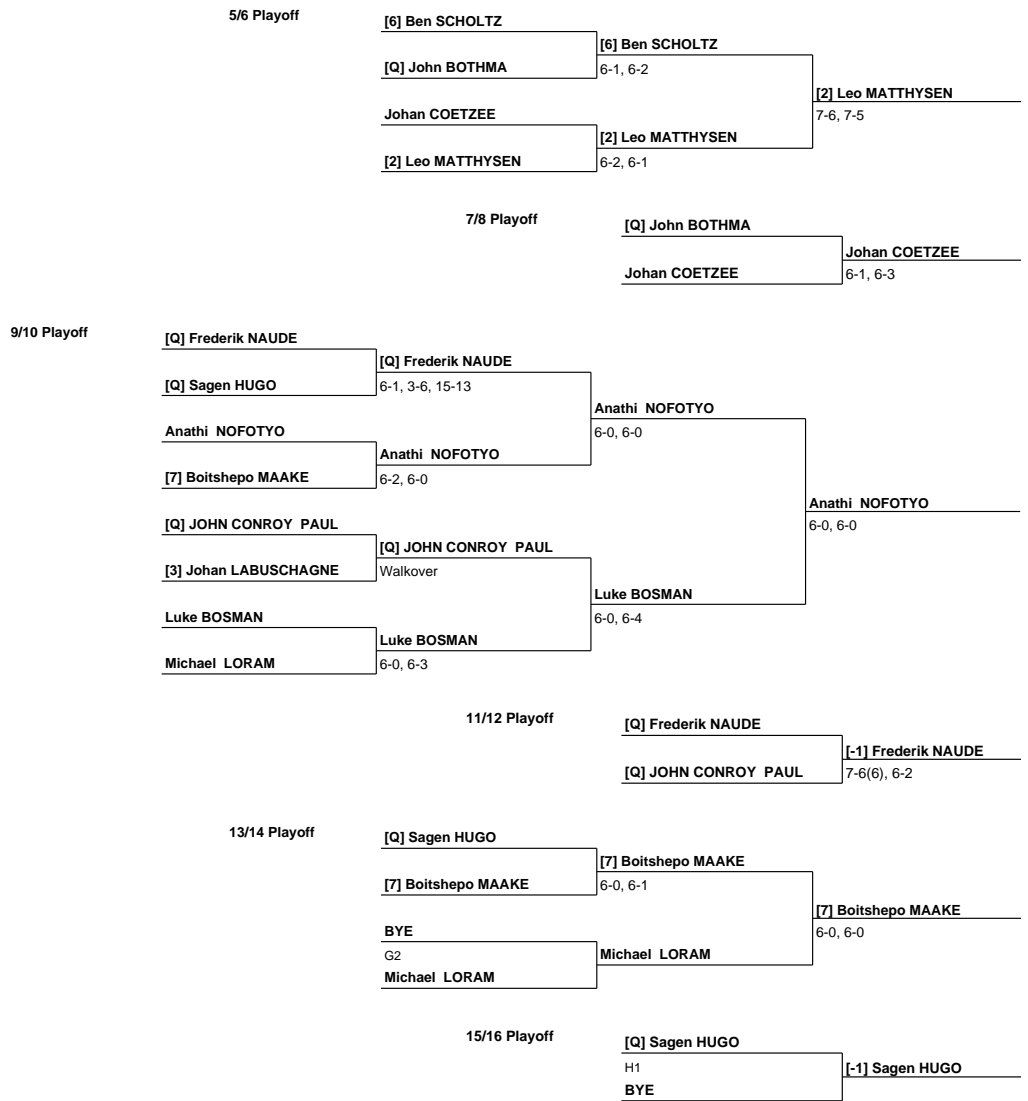 5/6 Playoff
[6] Ben SCHOLTZ
[6] Ben SCHOLTZ
[Q] John BOTHMA
6-1, 6-2
[2] Leo MATTHYSEN
Johan COETZEE
7-6, 7-5
[2] Leo MATTHYSEN
[2] Leo MATTHYSEN
6-2, 6-1
7/8 Playoff
[Q] John BOTHMA
Johan COETZEE
Johan COETZEE
6-1, 6-3
9/10 Playoff
[Q] Frederik NAUDE
[Q] Frederik NAUDE
[Q] Sagen HUGO
6-1, 3-6, 15-13
Anathi NOFOTYO
Anathi NOFOTYO
6-0, 6-0
Anathi NOFOTYO
[7] Boitshepo MAAKE
6-2, 6-0
Anathi NOFOTYO
[Q] JOHN CONROY PAUL
6-0, 6-0
[Q] JOHN CONROY PAUL
[3] Johan LABUSCHAGNE
Walkover
Luke BOSMAN
Luke BOSMAN
6-0, 6-4
Luke BOSMAN
Michael LORAM
6-0, 6-3
11/12 Playoff
[Q] Frederik NAUDE
[-1] Frederik NAUDE
[Q] JOHN CONROY PAUL
7-6(6), 6-2
13/14 Playoff
[Q] Sagen HUGO
[7] Boitshepo MAAKE
[7] Boitshepo MAAKE
6-0, 6-1
[7] Boitshepo MAAKE
BYE
6-0, 6-0
G2
Michael LORAM
Michael LORAM
15/16 Playoff
[Q] Sagen HUGO
H1
[-1] Sagen HUGO
BYE